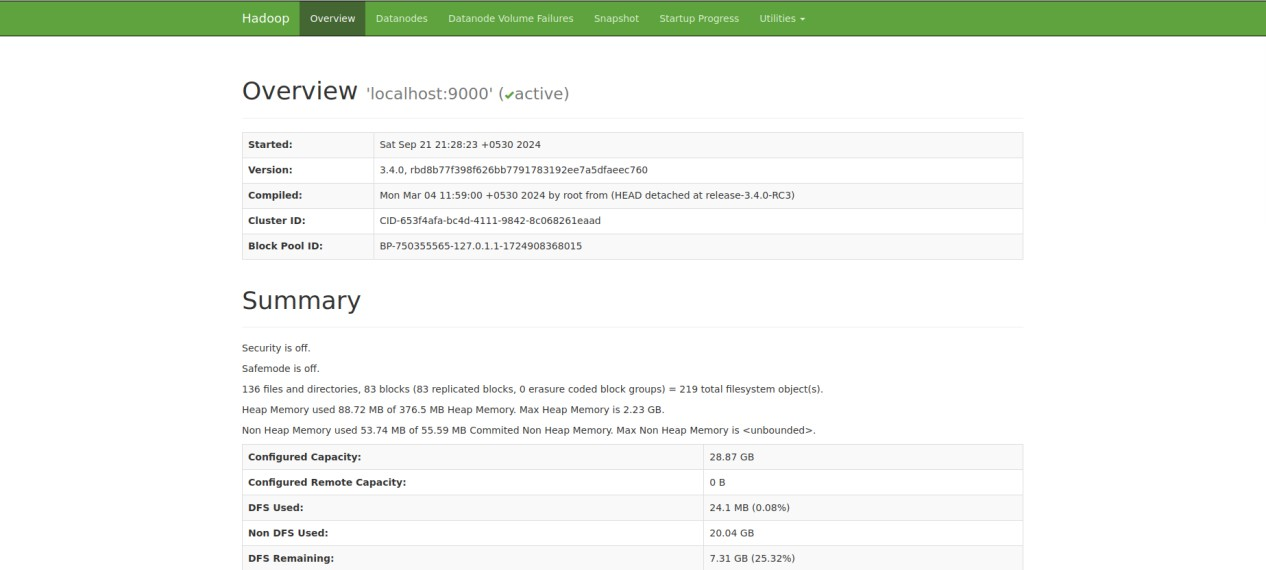 Hadoop Overview Datanodes Datanode Volume Failures Snapshot Startup Progress Utilities
Overview 'localhost:9000' (✔active)
Started: Sat Sep 21 21:28:23 +0530 2024
Version: 3.4.0, rbd8b77f398f626bb7791783192ee7a5dfaeec760
Compiled: Mon Mar 04 11:59:00 +0530 2024 by root from (HEAD detached at release-3.4.0-RC3)
Cluster ID: CID-653f4afa-bc4d-4111-9842-8c068261eaad
Block Pool ID: BP-750355565-127.0.1.1-1724908368015
Summary
Security is off.
Safemode is off.
136 files and directories, 83 blocks (83 replicated blocks, 0 erasure coded block groups) = 219 total filesystem object(s).
Heap Memory used 88.72 MB of 376.5 MB Heap Memory. Max Heap Memory is 2.23 GB.
Non Heap Memory used 53.74 MB of 55.59 MB Commited Non Heap Memory. Max Non Heap Memory is <unbounded>.
Configured Capacity: 28.87 GB
Configured Remote Capacity: 0 B
DFS Used: 24.1 MB (0.08%)
Non DFS Used: 20.04 GB
DFS Remaining: 7.31 GB (25.32%)